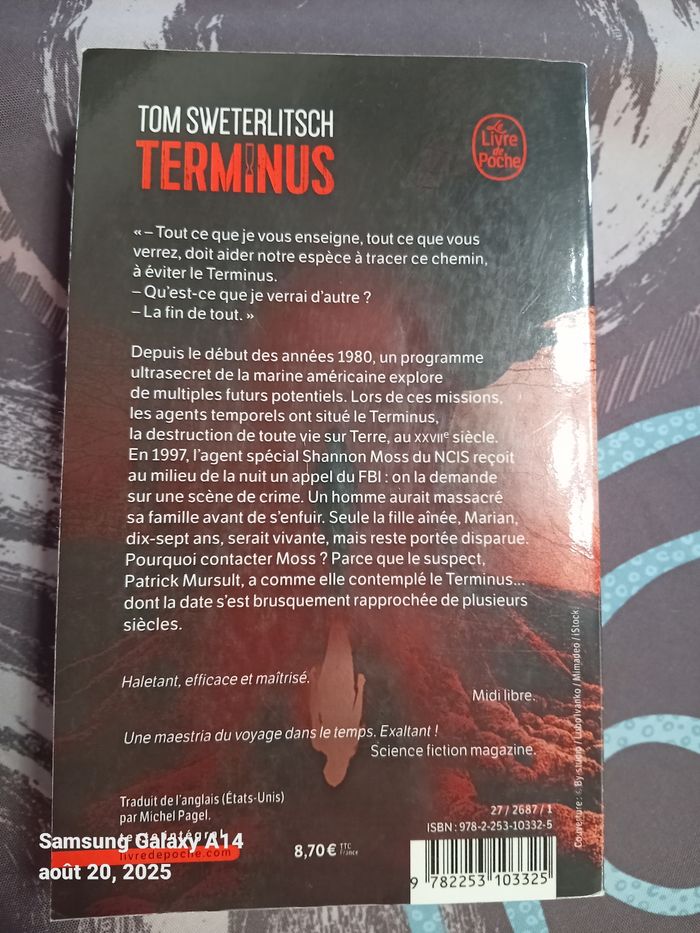 TOM SWETERLITSCH
TERMINUS
Le
Livre
de
Poche
« – Tout ce que je vous enseigne, tout ce que vous
verrez, doit aider notre espèce à tracer ce chemin,
à éviter le Terminus.
– Qu'est-ce que je verrai d'autre ?
– La fin de tout. »
Depuis le début des années 1980, un programme
ultrasecret de la marine américaine explore
de multiples futurs potentiels. Lors de ces missions,
les agents temporels ont situé le Terminus,
la destruction de toute vie sur Terre, au XXVIIe siècle.
En 1997, l'agent spécial Shannon Moss du NCIS reçoit
au milieu de la nuit un appel du FBI : on la demande
sur une scène de crime. Un homme aurait massacré
sa famille avant de s'enfuir. Seule la fille aînée, Marian,
dix-sept ans, serait vivante, mais reste portée disparue.
Pourquoi contacter Moss ? Parce que le suspect,
Patrick Mursult, a comme elle contemplé le Terminus...
dont la date s'est brusquement rapprochée de plusieurs
siècles.
Haletant, efficace et maîtrisé.
Midi libre.
Une maestria du voyage dans le temps. Exaltant !
Science fiction magazine.
Traduit de l'anglais (États-Unis)
par Michel Pagel.
livredepoche.com
8,70 € TTC
France
27 / 2687 / 1
ISBN : 978-2-253-10332-5
9 782253 103325
Couverture : © By studio / Lubo Ivanko / Mimadeo / iStock.
Samsung Galaxy A14
août 20, 2025